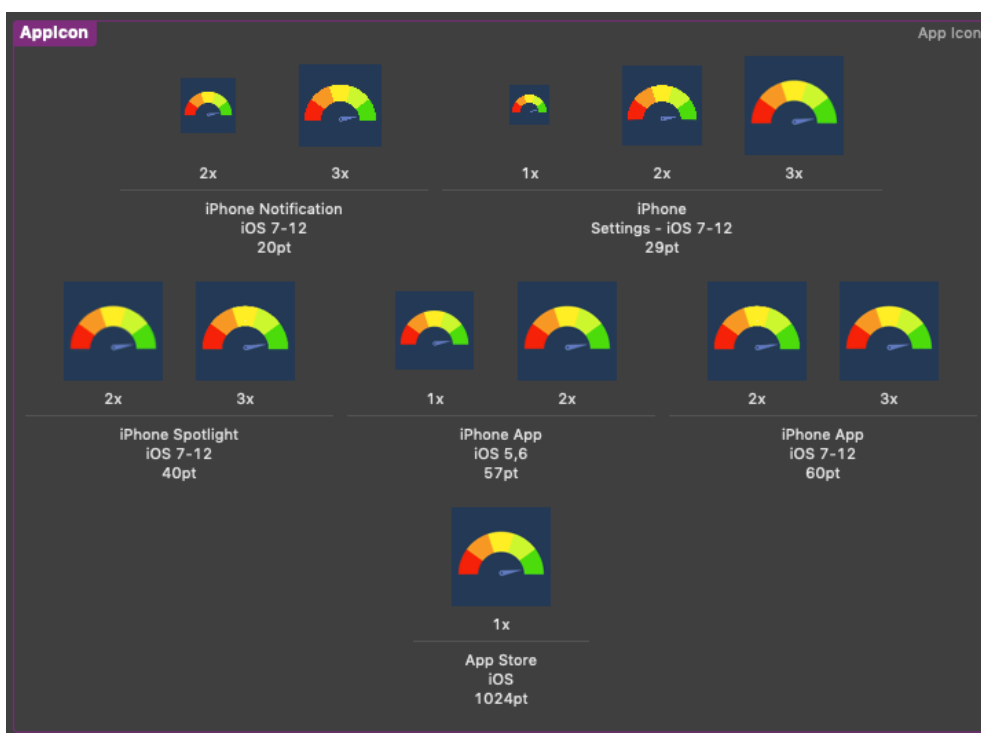 AppIcon
App Icon
2x 3x 1x 2x 3x
iPhone Notification
iOS 7-12
20pt
iPhone
Settings - iOS 7-12
29pt
2x 3x 1x 2x 2x 3x
iPhone Spotlight
iOS 7-12
40pt
iPhone App
iOS 5,6
57pt
iPhone App
iOS 7-12
60pt
1x
App Store
iOS
1024pt